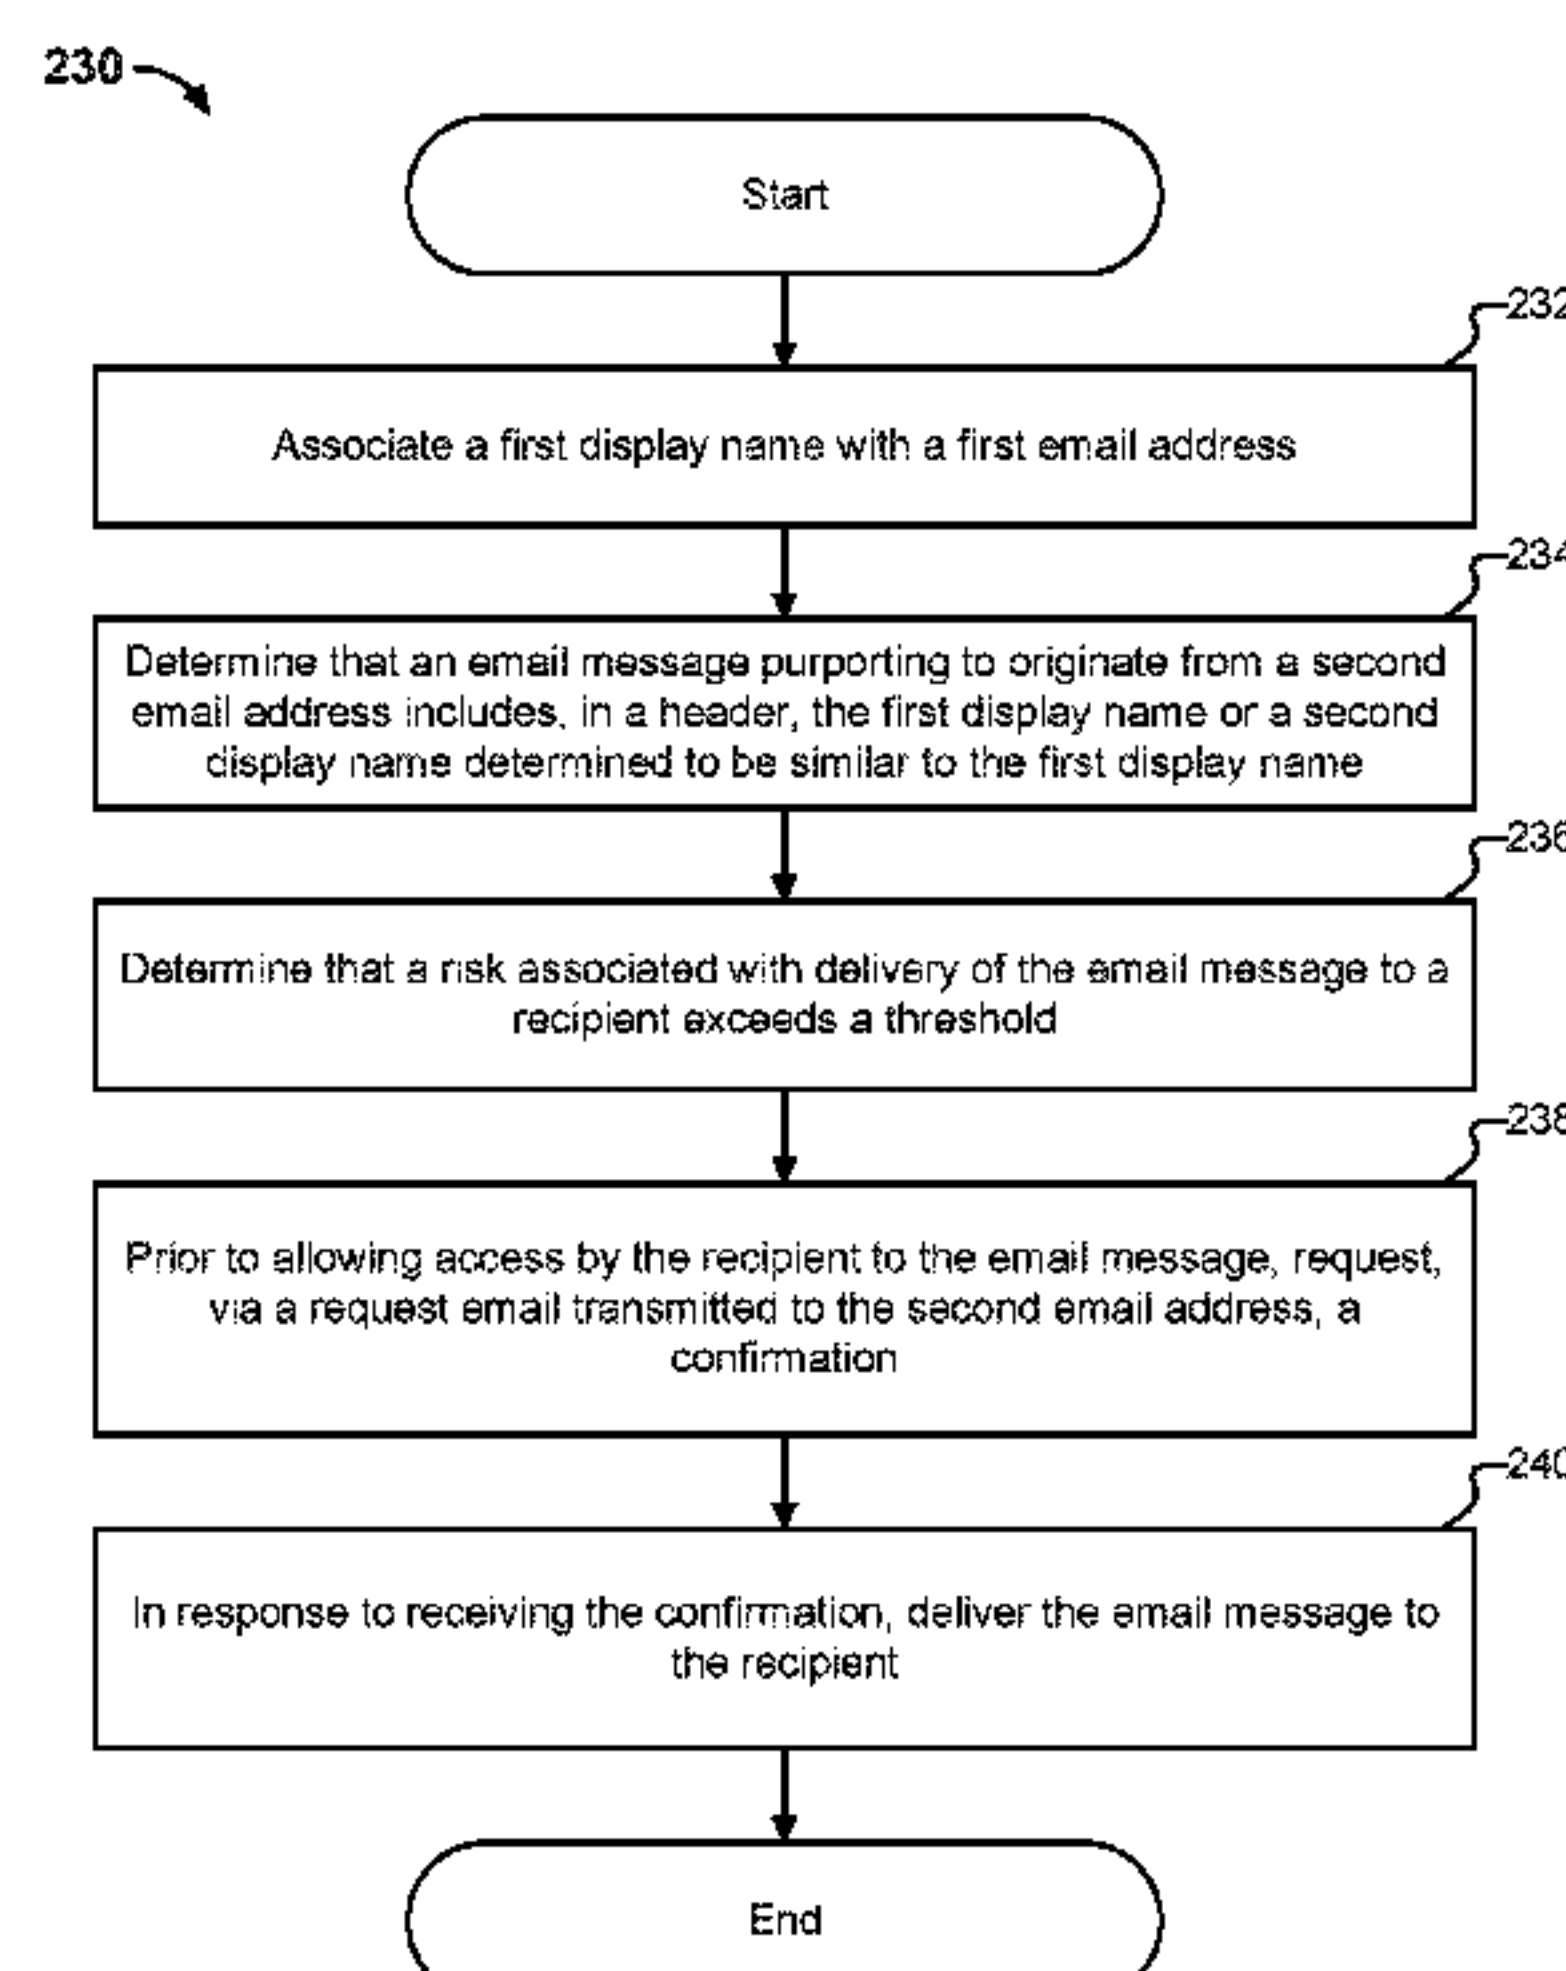 230
Start
232
Associate a first display name with a first email address
234
Determine that an email message purporting to originate from a second
email address includes, in a header, the first display name or a second
display name determined to be similar to the first display name
236
Determine that a risk associated with delivery of the email message to a
recipient exceeds a threshold
238
Prior to allowing access by the recipient to the email message, request,
via a request email transmitted to the second email address, a
confirmation
240
In response to receiving the confirmation, deliver the email message to
the recipient
End